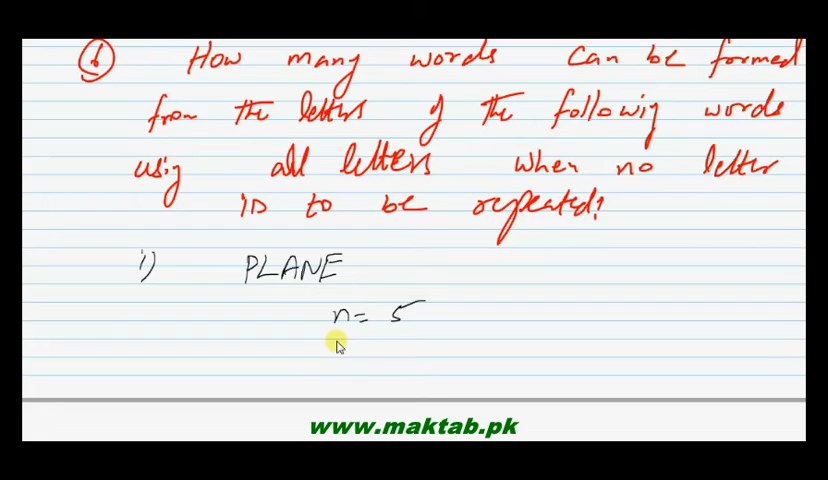 6 How many words can be formed
from the letters of the following words
using all letters when no letter
is to be repeated?
i) PLANE
n = 5
www.maktab.pk